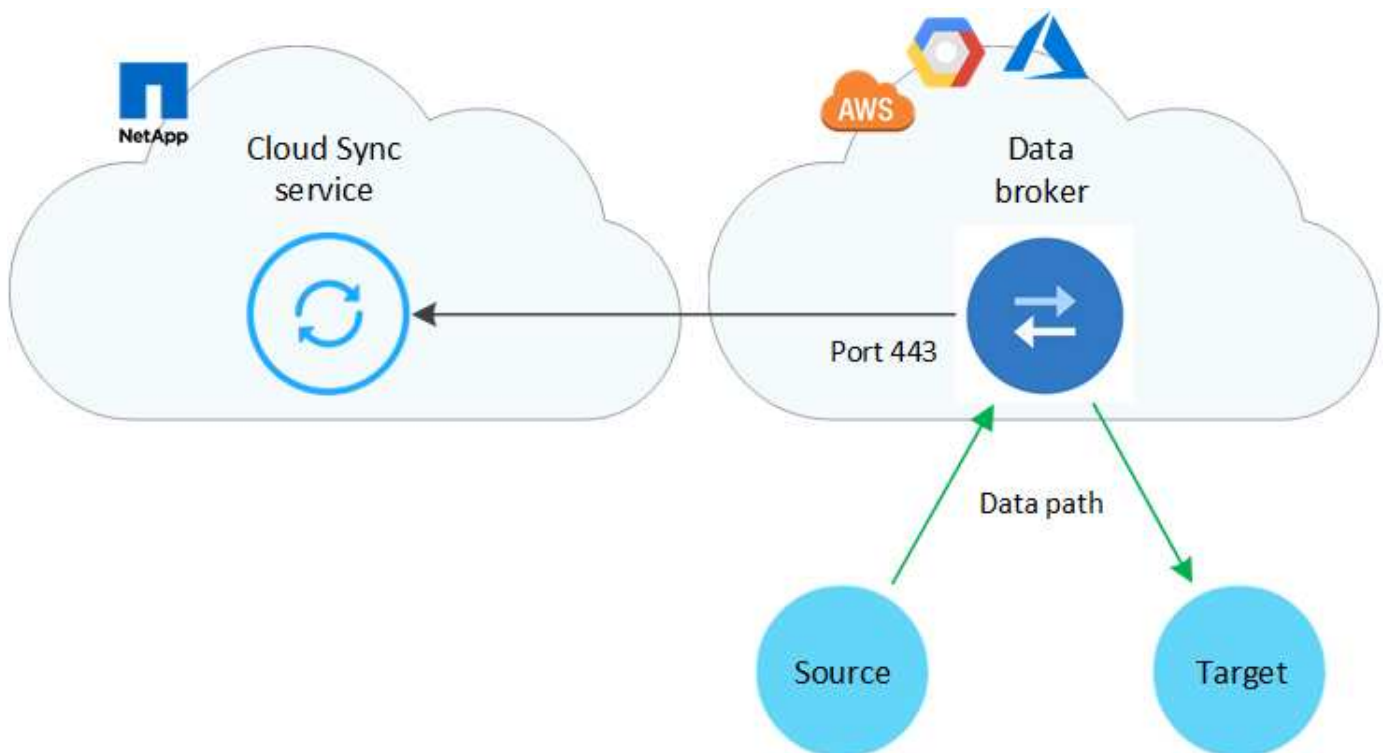 NetApp
Cloud Sync
service
AWS
Data
broker
Port 443
Data path
Source
Target